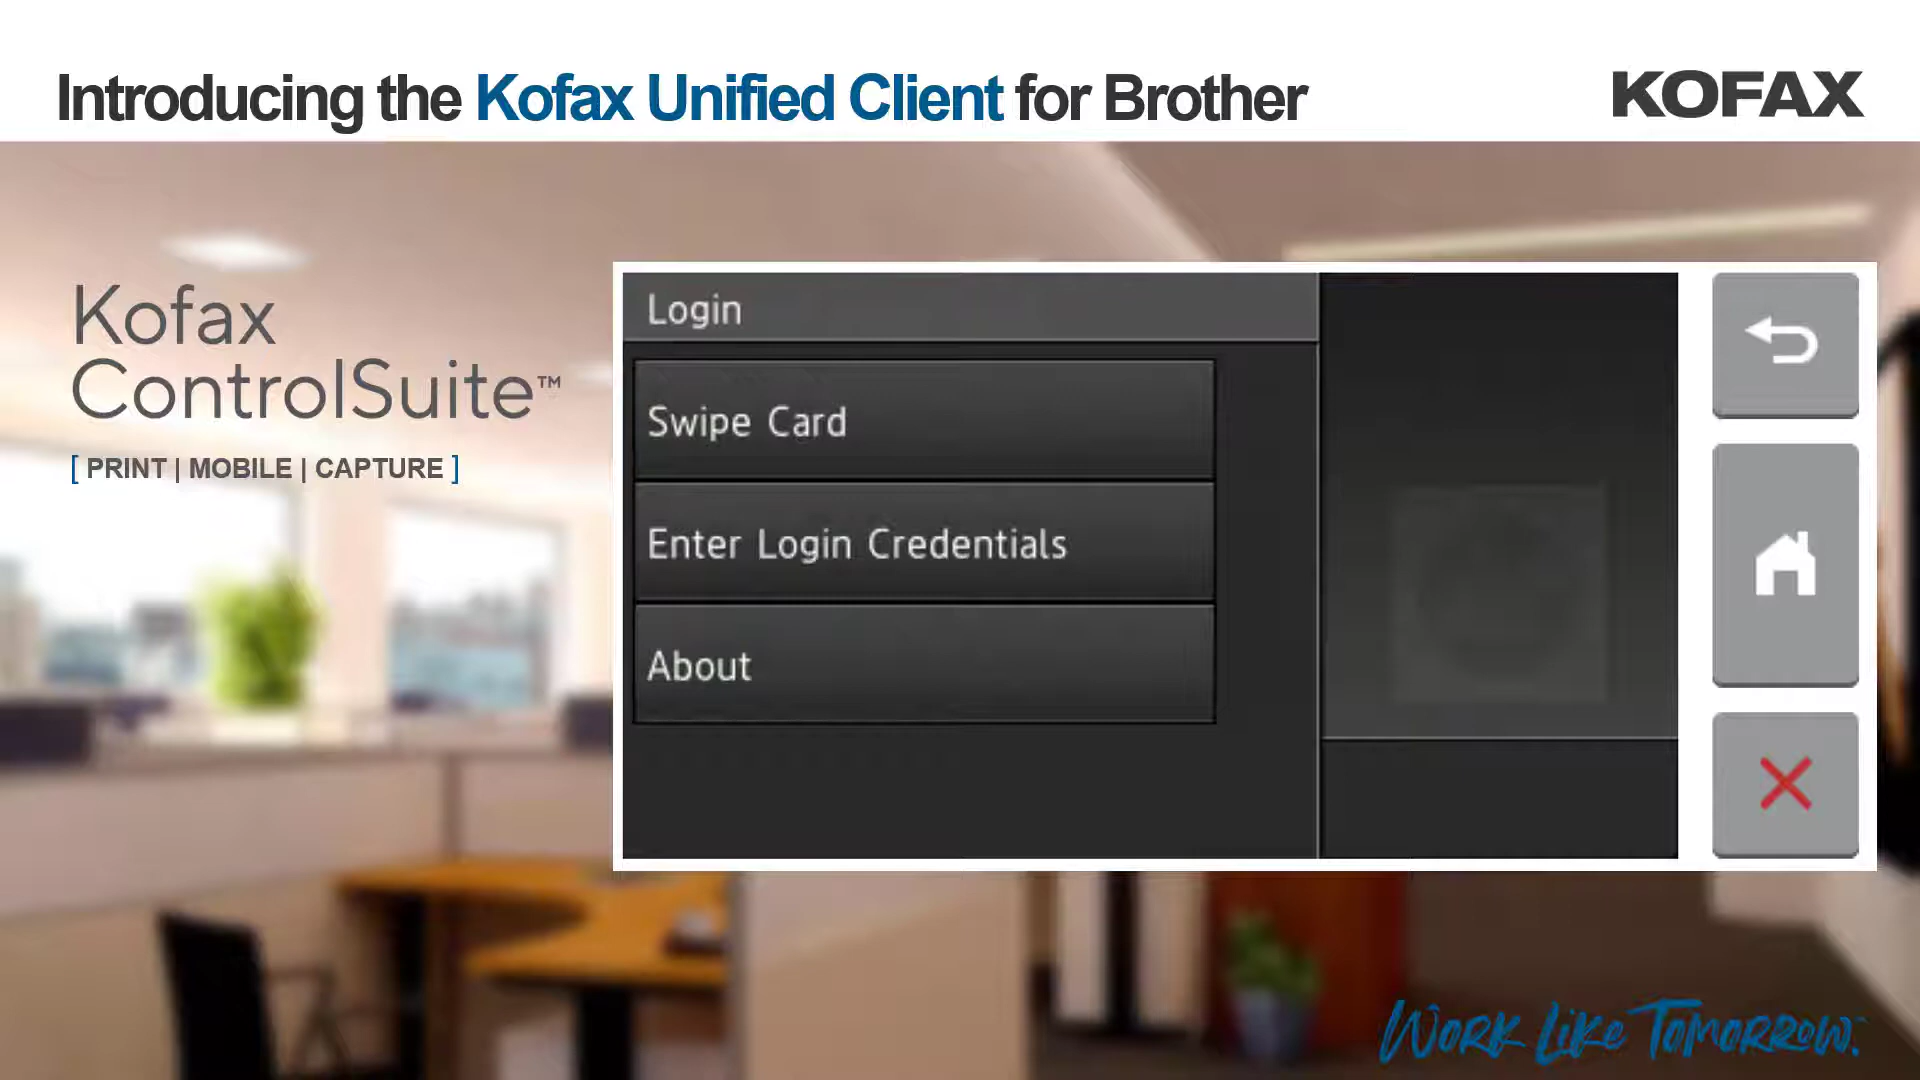 Introducing the Kofax Unified Client for Brother
KOFAX
Kofax
ControlSuite™
[ PRINT | MOBILE | CAPTURE ]
Login
Swipe Card
Enter Login Credentials
About
WORK LIKE TOMORROW.™